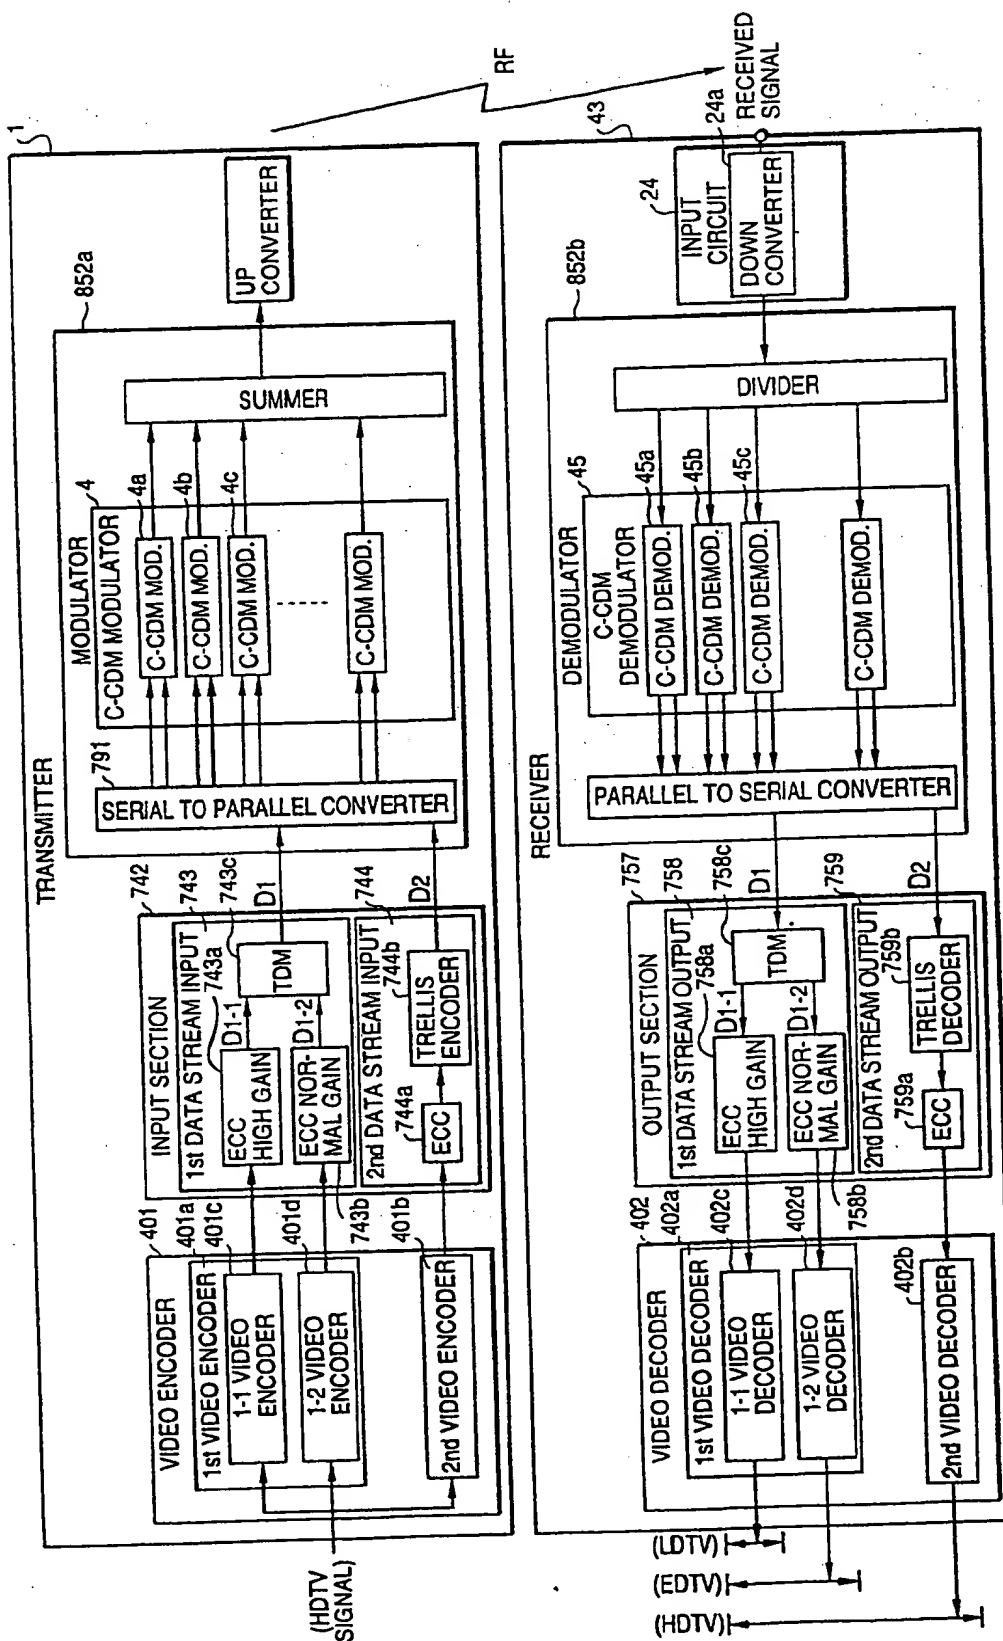 TRANSMITTER
1
VIDEO ENCODER
401
1st VIDEO ENCODER
401a
1-1 VIDEO
ENCODER
401c
1-2 VIDEO
ENCODER
401d
2nd VIDEO ENCODER
401b
(HDTV
SIGNAL)
INPUT SECTION
742
1st DATA STREAM INPUT
743
743a
743c
ECC
HIGH GAIN
D1-1
ECC NOR-
MAL GAIN
D1-2
743b
TDM
D1
2nd DATA STREAM INPUT
744
744a
744b
ECC
TRELLIS
ENCODER
D2
791
SERIAL TO PARALLEL CONVERTER
MODULATOR
852a
C-CDM MODULATOR
4
C-CDM MOD.
4a
C-CDM MOD.
4b
C-CDM MOD.
4c
C-CDM MOD.
SUMMER
UP
CONVERTER
RF
RECEIVER
43
RECEIVED
SIGNAL
INPUT
CIRCUIT
24
24a
DOWN
CONVERTER
DEMODULATOR
852b
DIVIDER
C-CDM
DEMODULATOR
45
C-CDM DEMOD.
45a
C-CDM DEMOD.
45b
C-CDM DEMOD.
45c
C-CDM DEMOD.
PARALLEL TO SERIAL CONVERTER
OUTPUT SECTION
757
1st DATA STREAM OUTPUT
758
758a
758c
ECC
HIGH GAIN
D1-1
ECC NOR-
MAL GAIN
D1-2
758b
TDM
D1
2nd DATA STREAM OUTPUT
759
759a
759b
ECC
TRELLIS
DECODER
D2
VIDEO DECODER
402
1st VIDEO DECODER
402a
1-1 VIDEO
DECODER
402c
1-2 VIDEO
DECODER
402d
2nd VIDEO DECODER
402b
(LDTV)
(EDTV)
(HDTV)